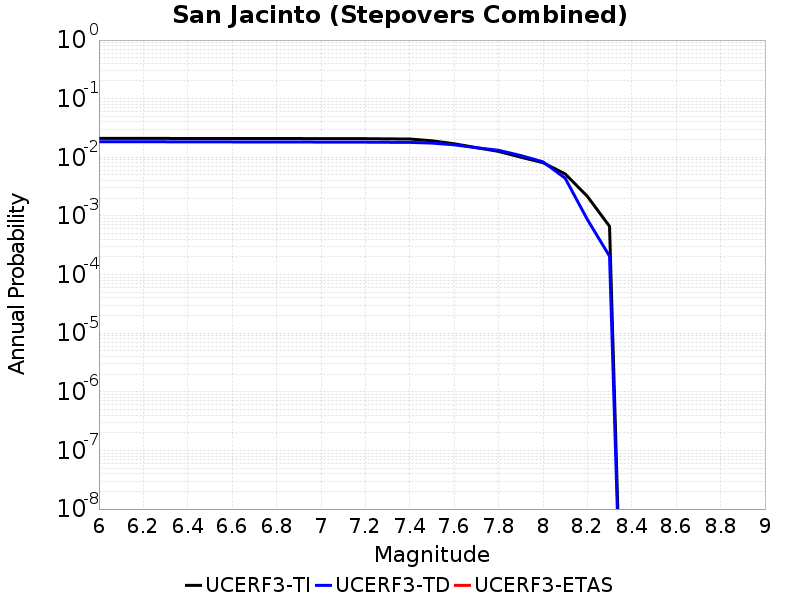 San Jacinto (Stepovers Combined)
10^0
10^-1
10^-2
10^-3
10^-4
10^-5
10^-6
10^-7
10^-8
Annual Probability
6 6.2 6.4 6.6 6.8 7 7.2 7.4 7.6 7.8 8 8.2 8.4 8.6 8.8 9
Magnitude
UCERF3-TI UCERF3-TD UCERF3-ETAS